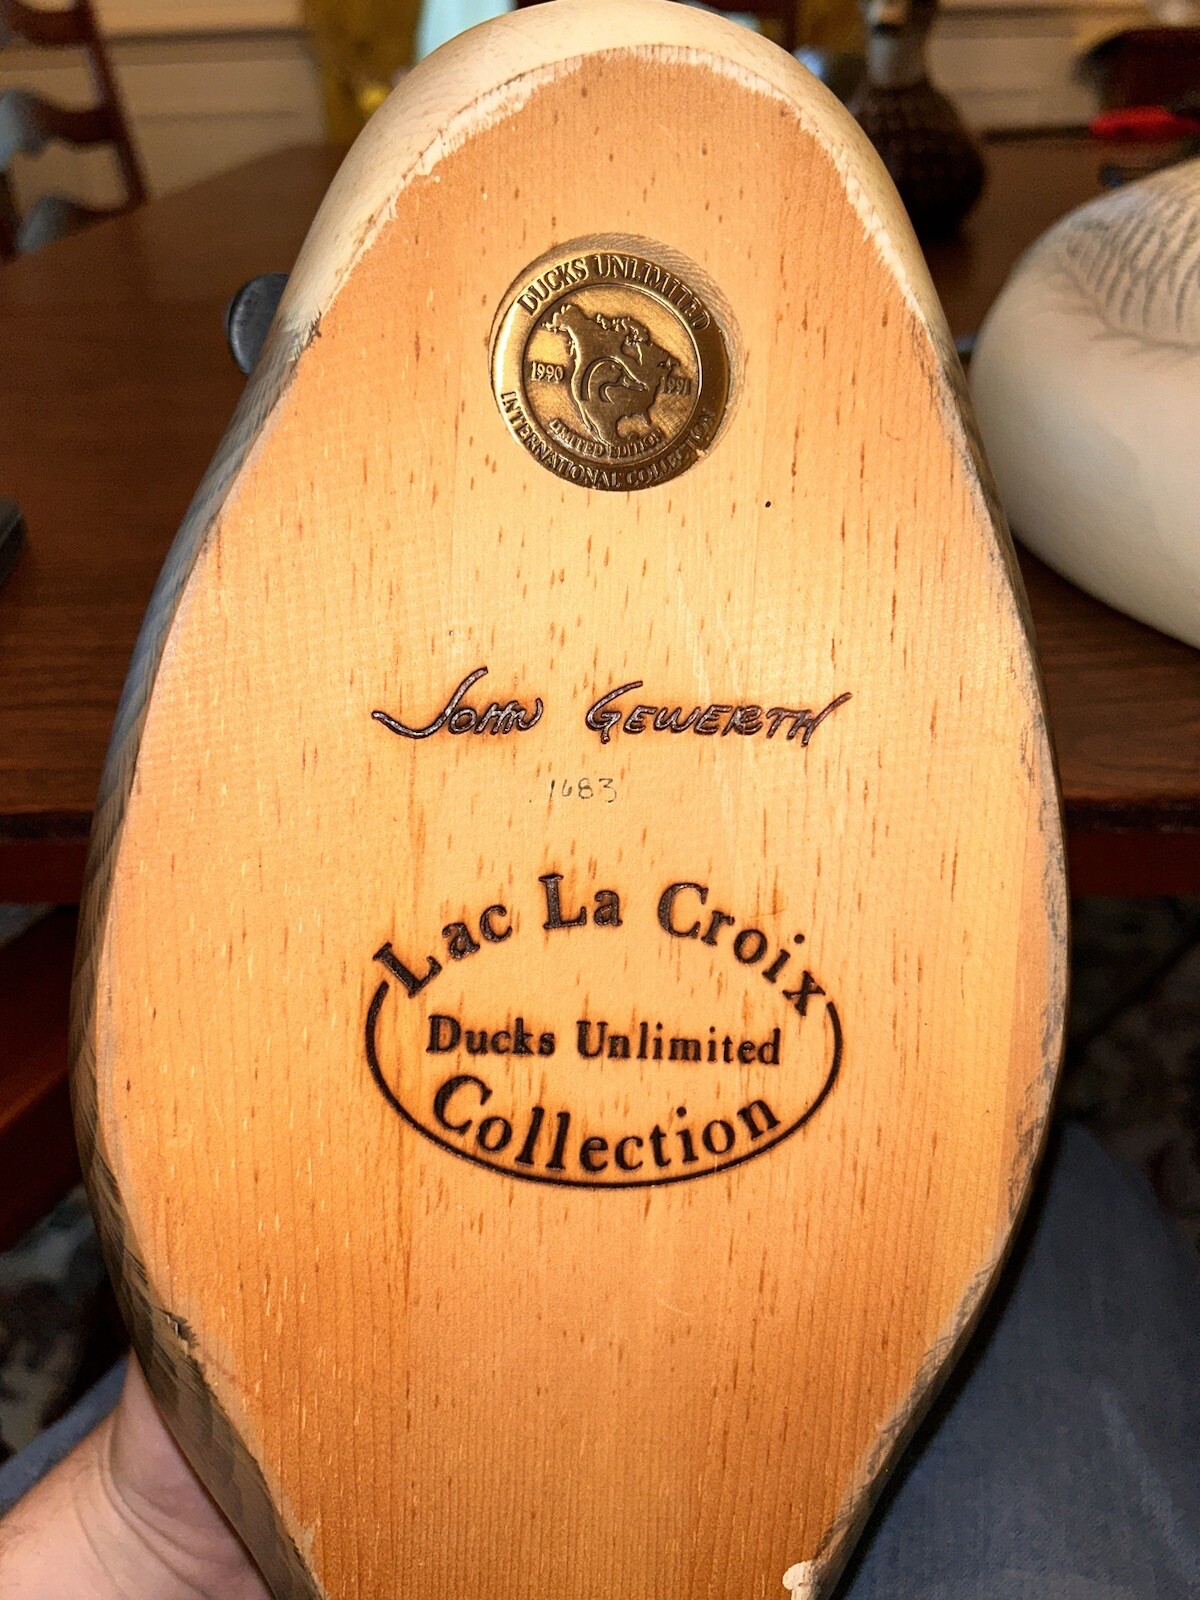 DUCKS UNLIMITED
1990 1991
LIMITED EDITION
INTERNATIONAL COLLECTION
JOHN GEWERTH
1683
Lac La Croix
Ducks Unlimited
Collection